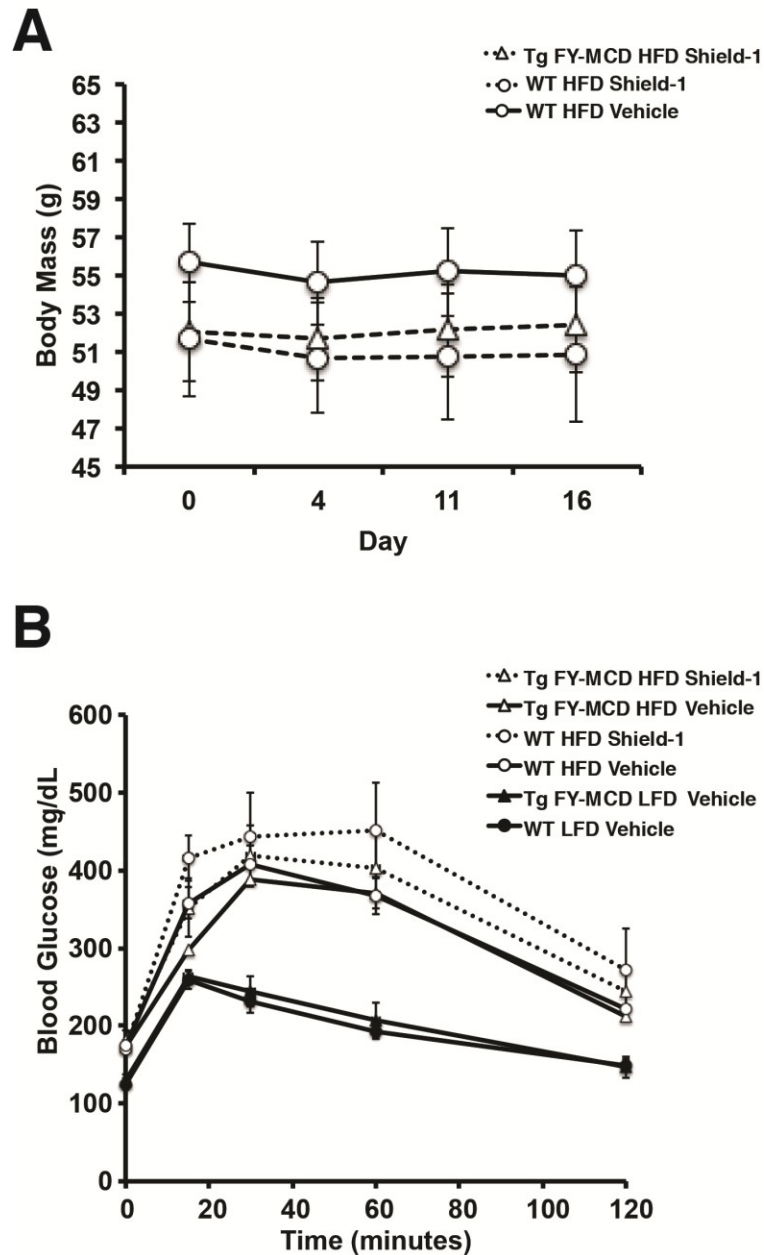 A
Tg FY-MCD HFD Shield-1
WT HFD Shield-1
WT HFD Vehicle
65
63
61
59
57
55
53
51
49
47
45
Body Mass (g)
0 4 11 16
Day
B
Tg FY-MCD HFD Shield-1
Tg FY-MCD HFD Vehicle
WT HFD Shield-1
WT HFD Vehicle
Tg FY-MCD LFD Vehicle
WT LFD Vehicle
600
500
400
300
200
100
0
Blood Glucose (mg/dL
0 20 40 60 80 100 120
Time (minutes)